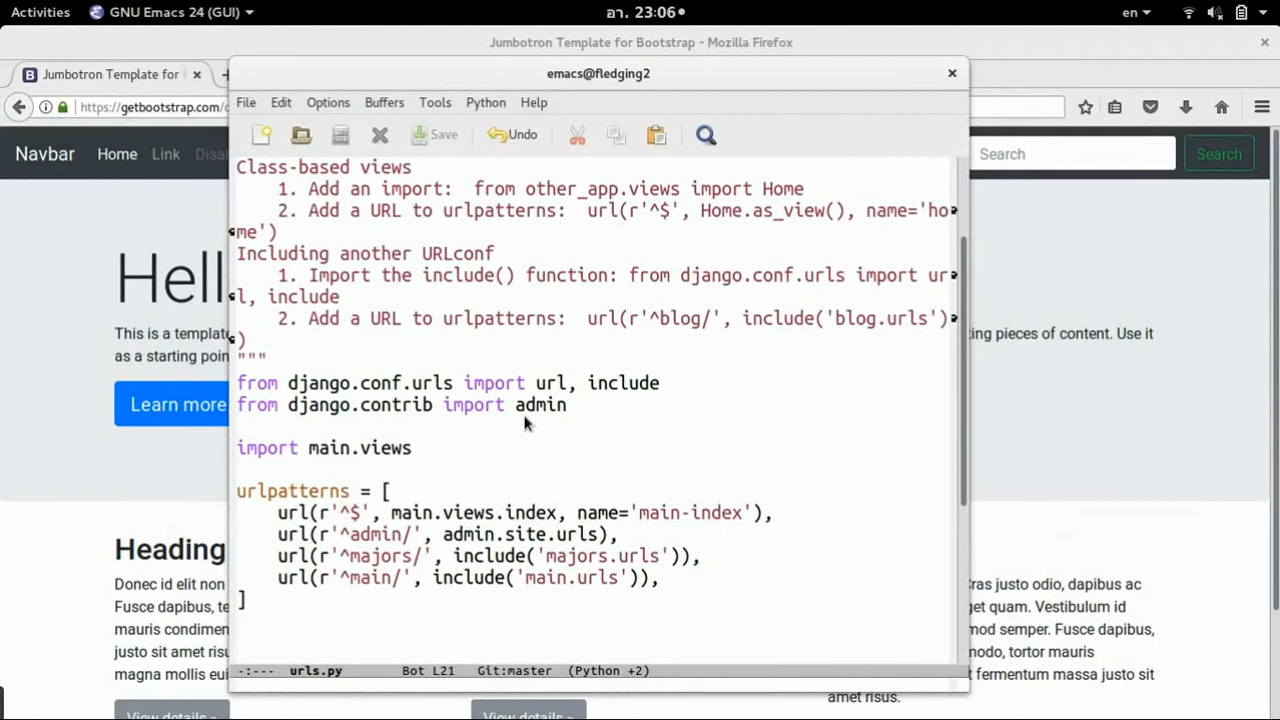 Activities GNU Emacs 24 (GUI) อา. 23:06 en
Jumbotron Template for Bootstrap - Mozilla Firefox
Jumbotron Template for
emacs@fledging2
https://getbootstrap.com/
File Edit Options Buffers Tools Python Help
Save Undo
Navbar Home Link Disa Search Search
Class-based views
    1. Add an import:  from other_app.views import Home
    2. Add a URL to urlpatterns:  url(r'^$', Home.as_view(), name='ho
me')
Including another URLconf
    1. Import the include() function: from django.conf.urls import ur
l, include
    2. Add a URL to urlpatterns:  url(r'^blog/', include('blog.urls')
)
"""
from django.conf.urls import url, include
from django.contrib import admin
import main.views
urlpatterns = [
    url(r'^$', main.views.index, name='main-index'),
    url(r'^admin/', admin.site.urls),
    url(r'^majors/', include('majors.urls')),
    url(r'^main/', include('main.urls')),
]
-:--- urls.py Bot L21 Git:master (Python +2)
Hell
This is a template
as a starting poin
ting pieces of content. Use it
Learn more
Heading
Donec id elit non
Fusce dapibus, te
mauris condimen
justo sit amet risu
magna mollis eui
View details »
View details »
Cras justo odio, dapibus ac
get quam. Vestibulum id
mod semper. Fusce dapibus,
, tortor mauris
t fermentum massa justo sit
amet risus.